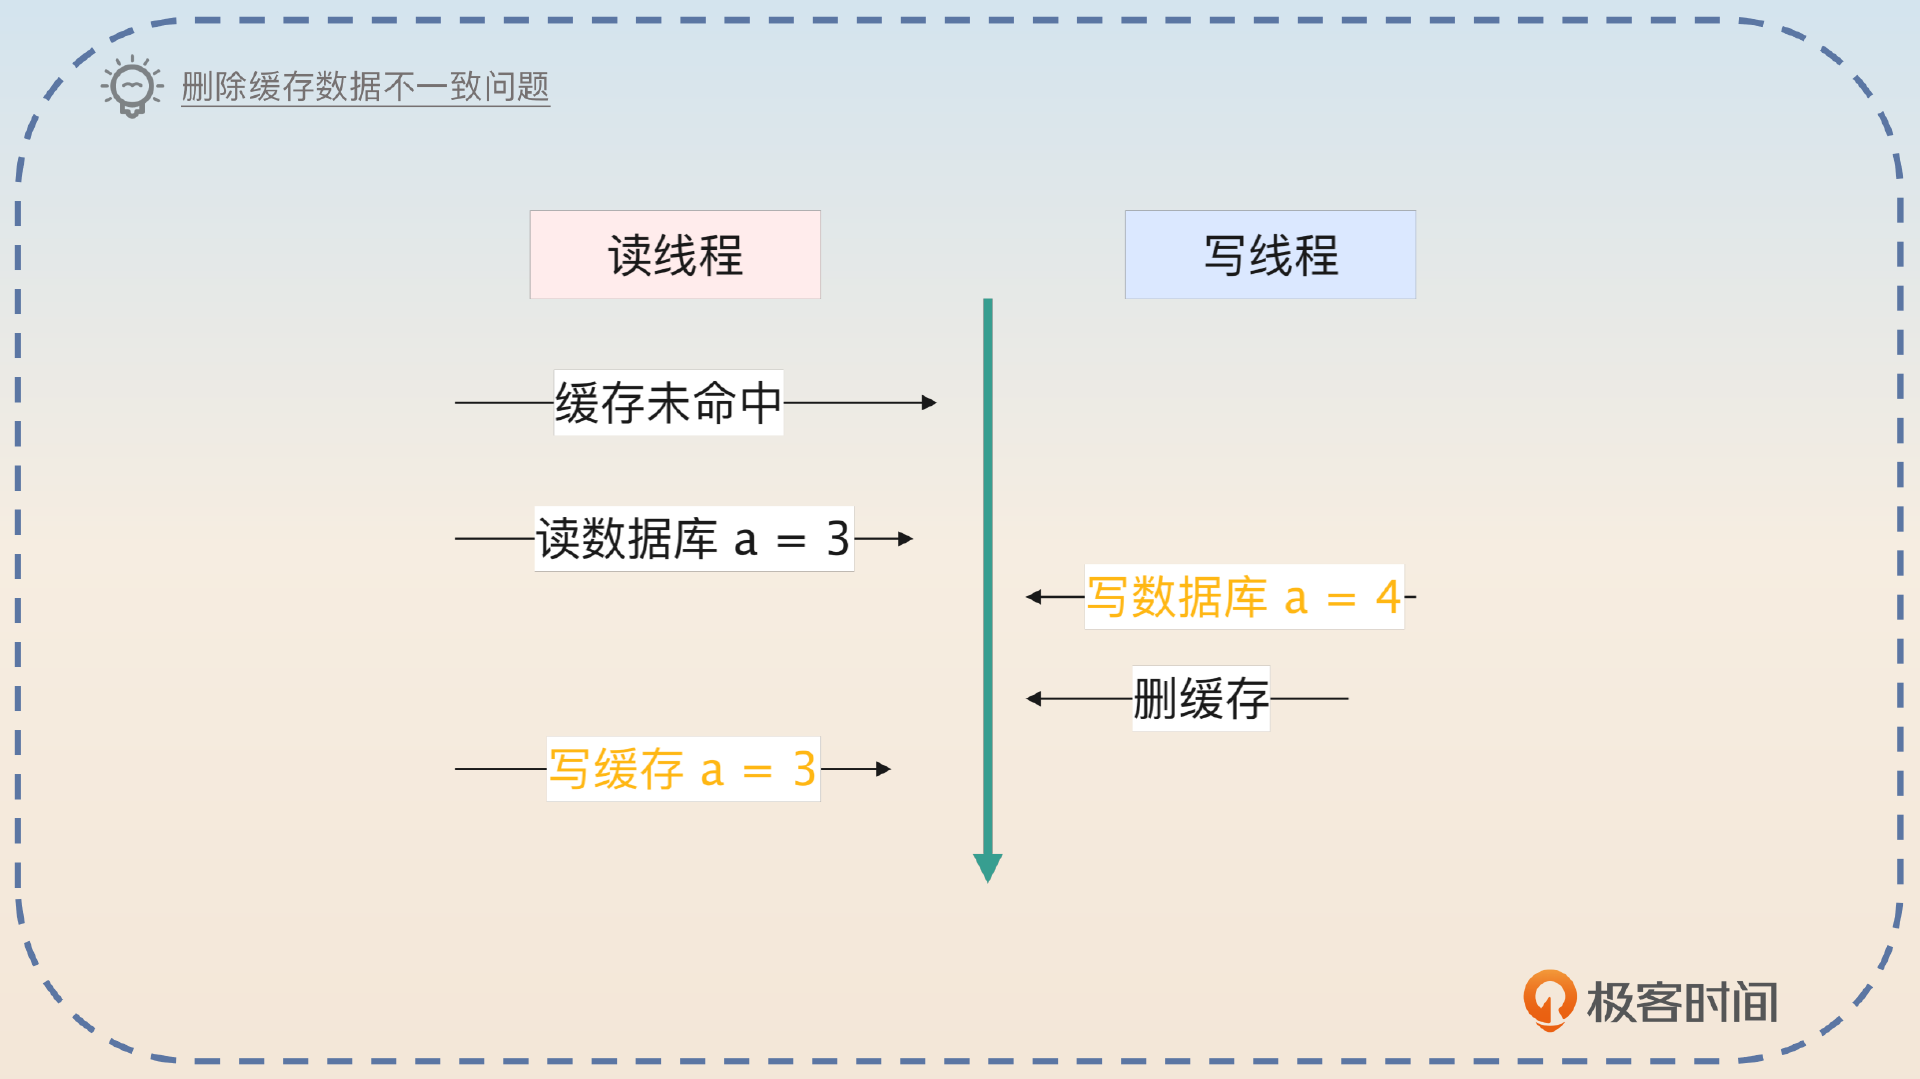 删除缓存数据不一致问题
读线程
写线程
缓存未命中
读数据库 a = 3
写数据库 a = 4
删缓存
写缓存 a = 3
极客时间